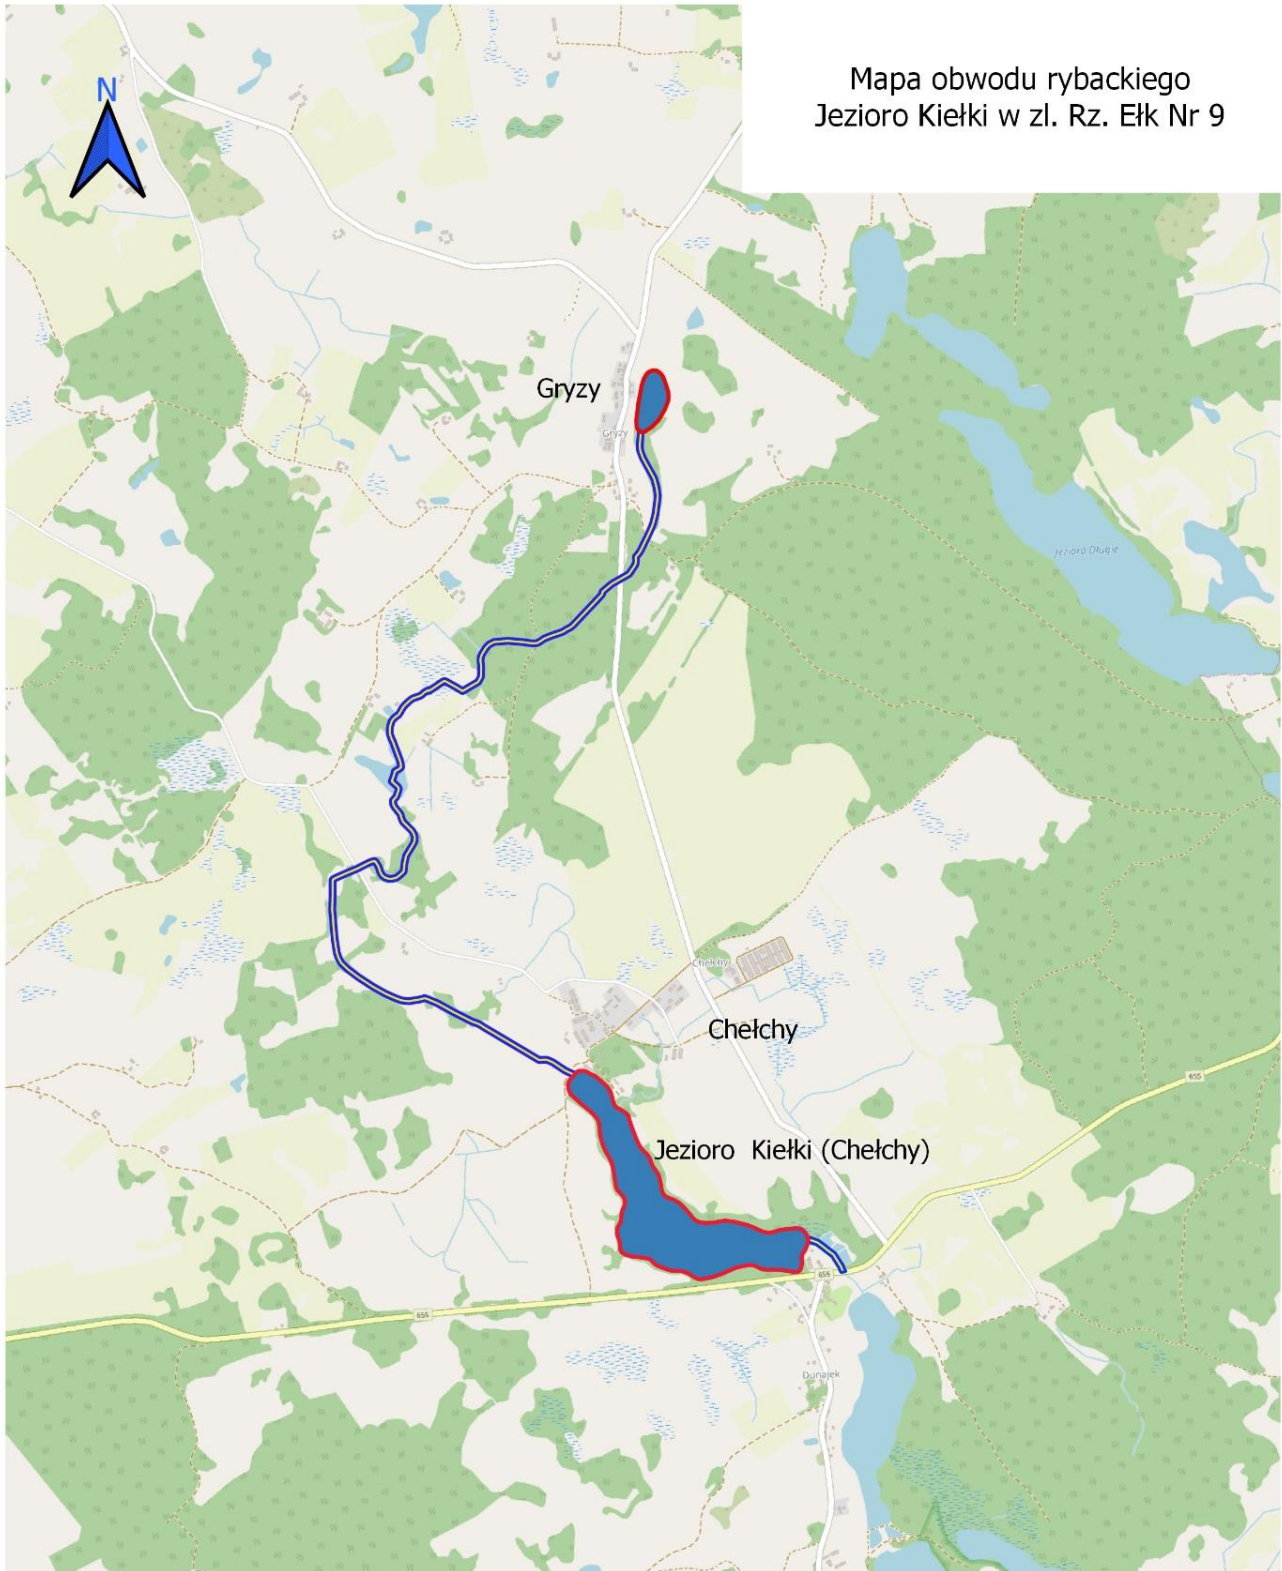 Mapa obwodu rybackiego
Jezioro Kiełki w zl. Rz. Ełk Nr 9
N
Gryzy
Gryzy
Jezioro Długie
Chełchy
Chełchy
655
Jezioro Kiełki (Chełchy)
655
655
Dunajek